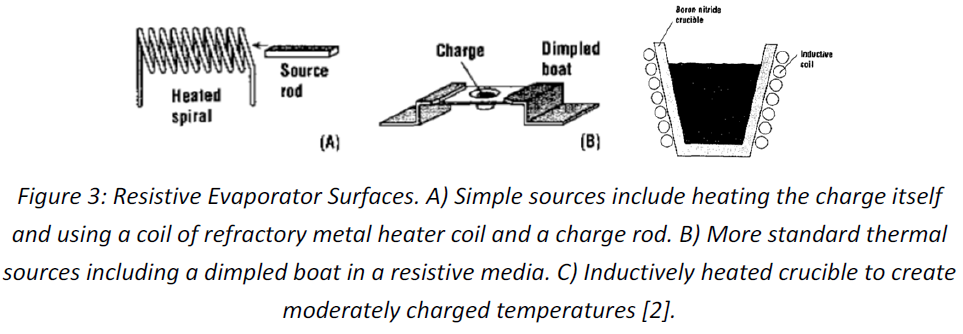 Heated
spiral
Source
rod
(A)
Charge
Dimpled
boat
(B)
Boron nitride
crucible
Inductive
coil
Figure 3: Resistive Evaporator Surfaces. A) Simple sources include heating the charge itself
and using a coil of refractory metal heater coil and a charge rod. B) More standard thermal
sources including a dimpled boat in a resistive media. C) Inductively heated crucible to create
moderately charged temperatures [2].